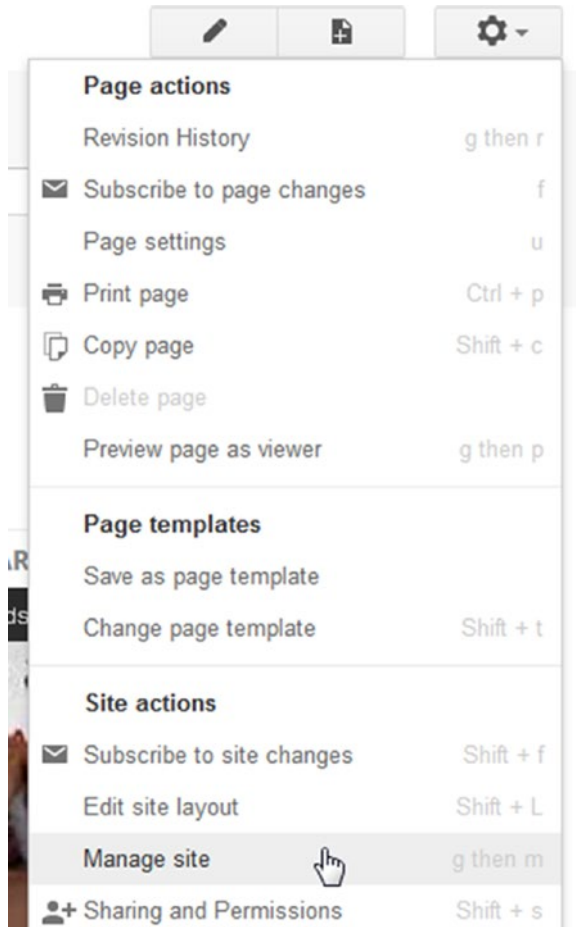 Page actions
Revision History g then r
Subscribe to page changes f
Page settings u
Print page Ctrl + p
Copy page Shift + c
Delete page
Preview page as viewer g then p
Page templates
AR
Save as page template
ds
Change page template Shift + t
Site actions
Subscribe to site changes Shift + f
Edit site layout Shift + L
Manage site g then m
Sharing and Permissions Shift + s